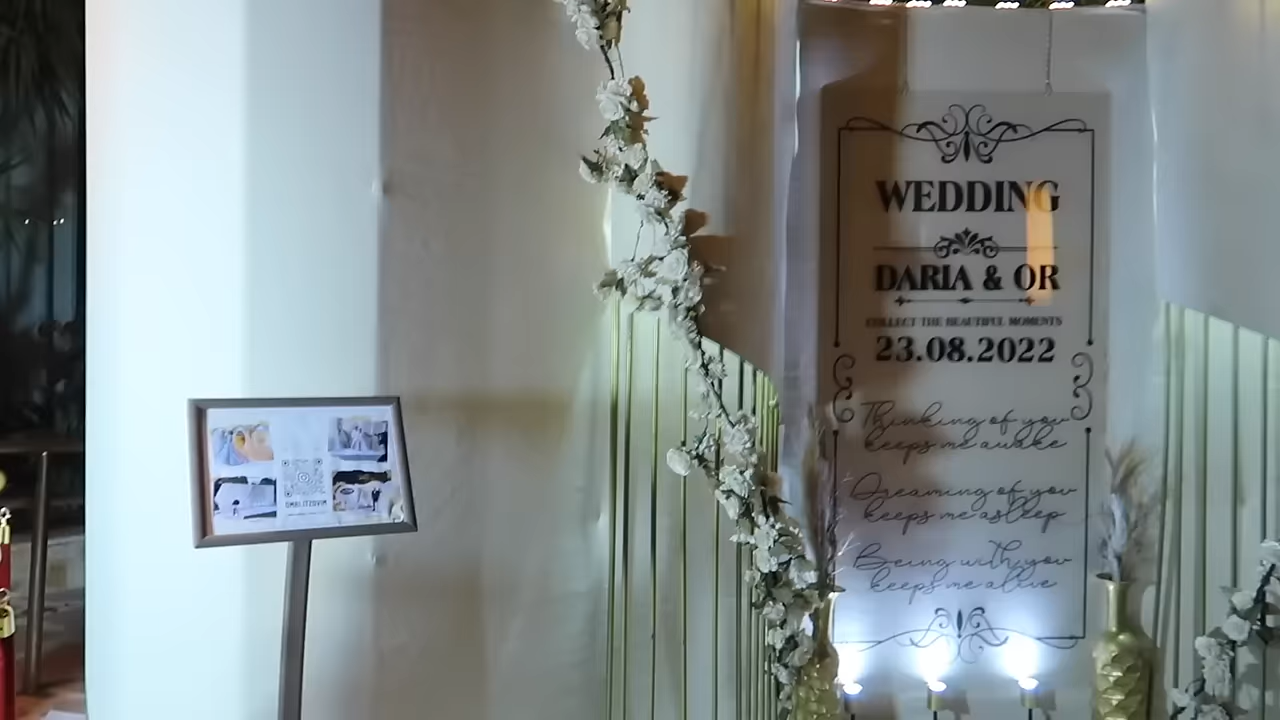 WEDDING
DARIA & OR
COLLECT THE BEAUTIFUL MOMENTS
23.08.2022
Thinking of you
keeps me awake
Dreaming of you
keeps me asleep
Being with you
keeps me alive